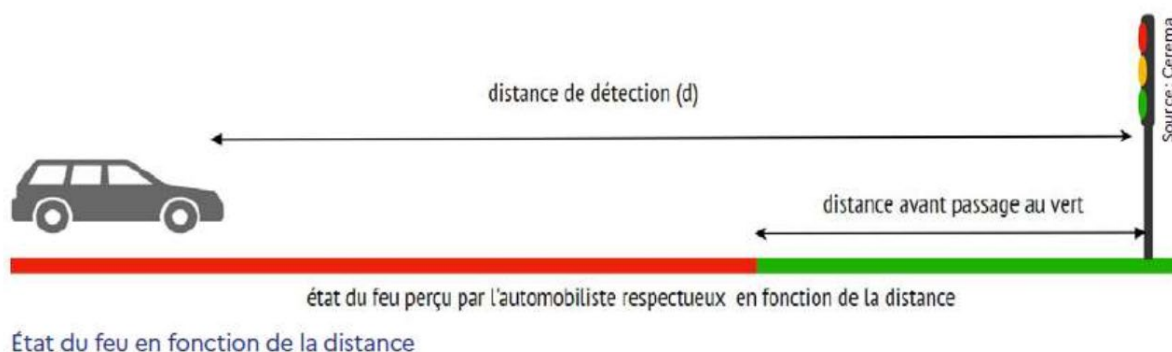 distance de détection (d)
Source: Cerema
distance avant passage au vert
état du feu perçu par l'automobiliste respectueux en fonction de la distance
État du feu en fonction de la distance